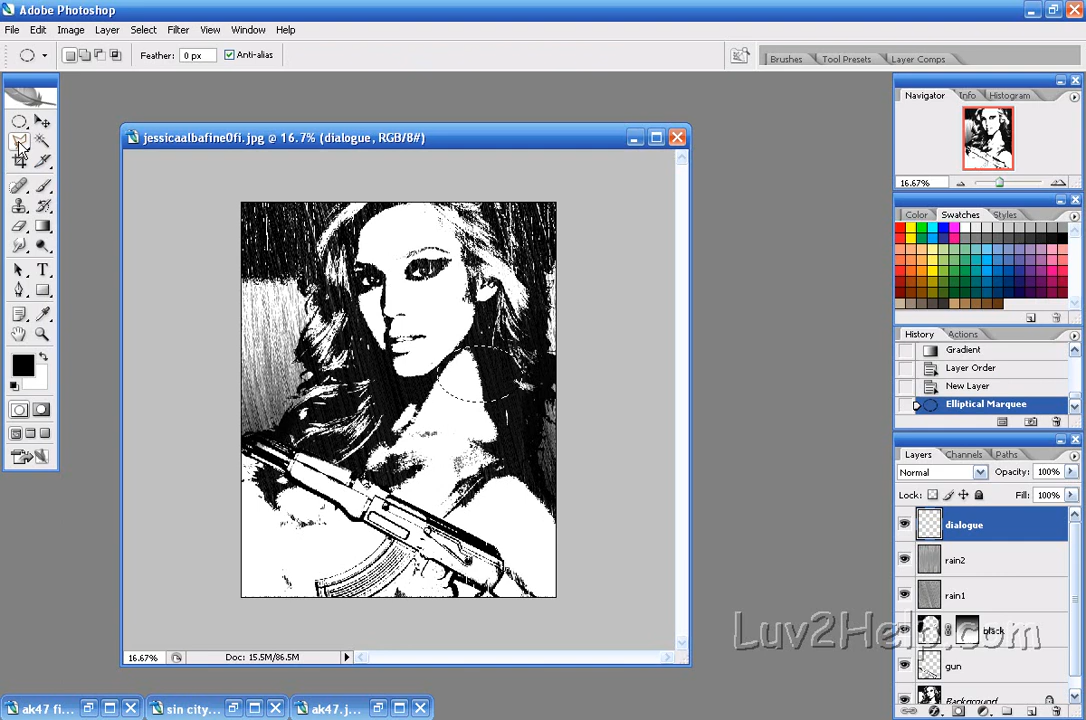 Adobe Photoshop
File Edit Image Layer Select Filter View Window Help
Feather: 0 px Anti-alias
Brushes Tool Presets Layer Comps
jessicaalbafine0fi.jpg @ 16.7% (dialogue, RGB/8#)
Navigator Info Histogram
16.67%
Color Swatches Styles
History Actions
Gradient
Layer Order
New Layer
Elliptical Marquee
Layers Channels Paths
Normal Opacity: 100%
Lock: Fill: 100%
dialogue
rain2
rain1
black
gun
Background
Luv2Help.com
16.67% Doc: 15.5M/86.5M
ak47 fi... sin city... ak47.j...